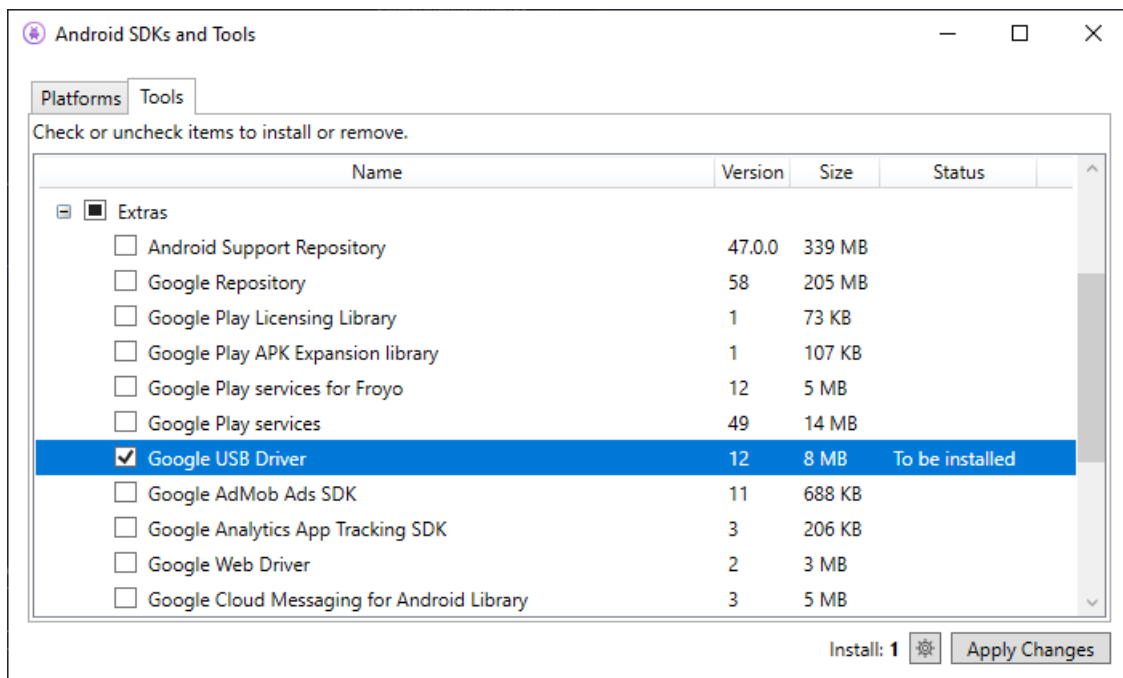 Android SDKs and Tools
Platforms Tools
Check or uncheck items to install or remove.
Name Version Size Status
Extras
Android Support Repository 47.0.0 339 MB
Google Repository 58 205 MB
Google Play Licensing Library 1 73 KB
Google Play APK Expansion library 1 107 KB
Google Play services for Froyo 12 5 MB
Google Play services 49 14 MB
Google USB Driver 12 8 MB To be installed
Google AdMob Ads SDK 11 688 KB
Google Analytics App Tracking SDK 3 206 KB
Google Web Driver 2 3 MB
Google Cloud Messaging for Android Library 3 5 MB
Install: 1 Apply Changes